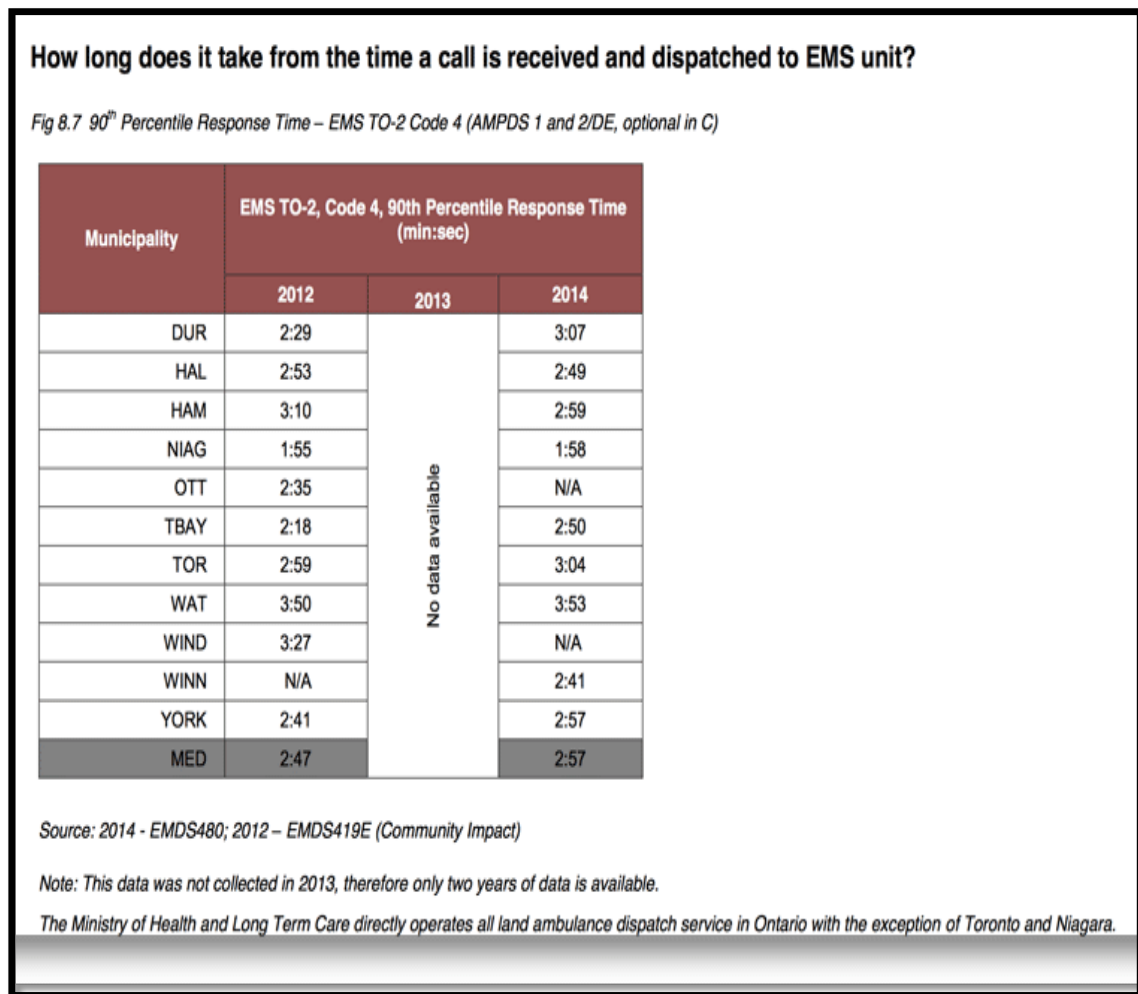 How long does it take from the time a call is received and dispatched to EMS unit?
Fig 8.7 90th Percentile Response Time – EMS TO-2 Code 4 (AMPDS 1 and 2/DE, optional in C)
Municipality
EMS TO-2, Code 4, 90th Percentile Response Time
(min:sec)
2012 2013 2014
DUR 2:29 3:07
HAL 2:53 2:49
HAM 3:10 2:59
NIAG 1:55 1:58
OTT 2:35 N/A
TBAY 2:18 2:50
TOR 2:59 3:04
WAT 3:50 3:53
WIND 3:27 N/A
WINN N/A 2:41
YORK 2:41 2:57
MED 2:47 2:57
No data available
Source: 2014 - EMDS480; 2012 – EMDS419E (Community Impact)
Note: This data was not collected in 2013, therefore only two years of data is available.
The Ministry of Health and Long Term Care directly operates all land ambulance dispatch service in Ontario with the exception of Toronto and Niagara.